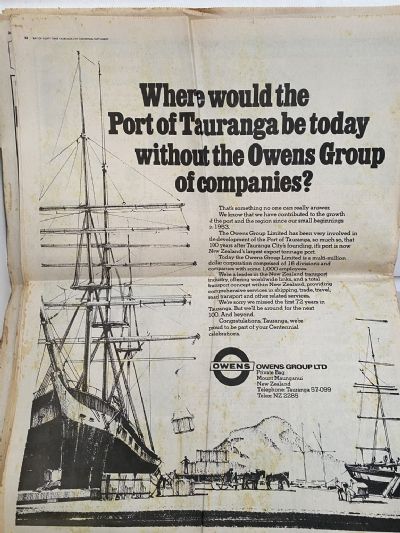 Where would the
Port of Tauranga be today
without the Owens Group
of companies?
That's something no one can really answer.
We know that we have contributed to the growth
of the port and the region since our small beginnings
in 1953.
The Owens Group Limited has been very involved in
the development of the Port of Tauranga, so much so, that
100 years after Tauranga City's founding, it's port is now
New Zealand's largest export tonnage port.
Today the Owens Group Limited is a multi-million
dollar corporation comprised of 18 divisions and
companies with some 1,000 employees.
We're a leader in the New Zealand transport
industry, offering worldwide links, and a total
transport concept within New Zealand, providing
comprehensive services in shipping, trade, travel,
road transport and other related services.
We're sorry we missed the first 72 years in
Tauranga. But we'll be around for the next
100. And beyond.
Congratulations, Tauranga, we're
proud to be part of your Centennial
celebrations.
OWENS
OWENS GROUP LTD
Private Bag
Mount Maunganui
New Zealand
Telephone: Tauranga 57-099
Telex: NZ 2285